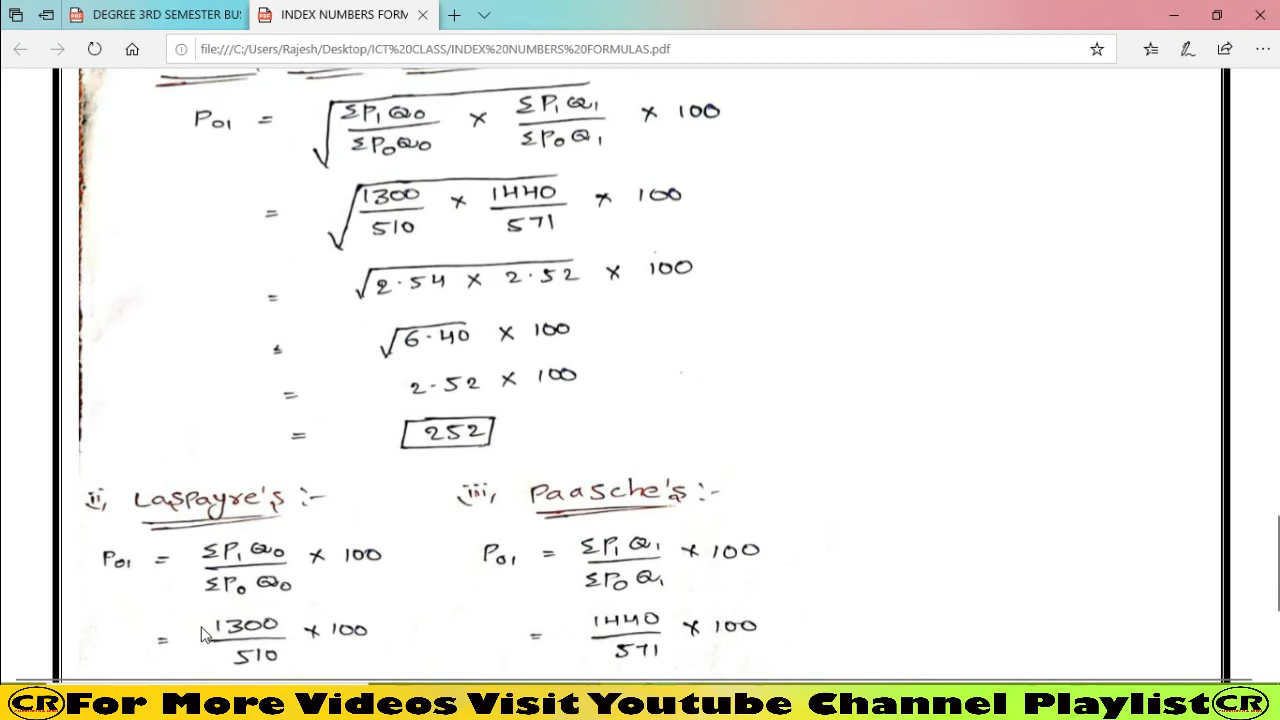 DEGREE 3RD SEMESTER BUS
INDEX NUMBERS FORM
file:///C:/Users/Rajesh/Desktop/ICT%20CLASS/INDEX%20NUMBERS%20FORMULAS.pdf
P01 = √(ΣP1Q0/ΣP0Q0 × ΣP1Q1/ΣP0Q1) × 100
= √(1300/510 × 1440/571) × 100
= √(2.54 × 2.52) × 100
= √6.40 × 100
= 2.52 × 100
= 252
ii, Laspayre's :-
P01 = ΣP1Q0/ΣP0Q0 × 100
= 1300/510 × 100
iii, Paasche's :-
P01 = ΣP1Q1/ΣP0Q1 × 100
= 1440/571 × 100
CR For More Videos Visit Youtube Channel Playlist CR